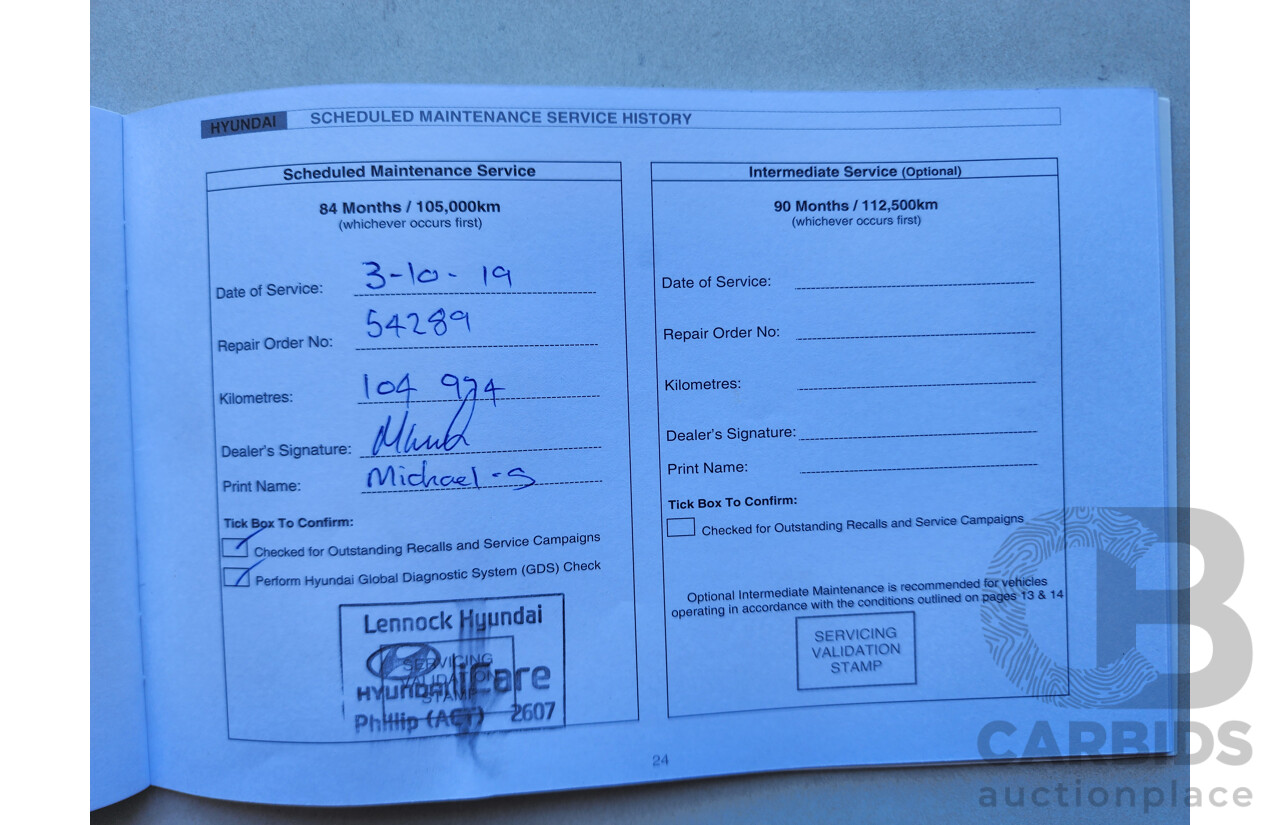 HYUNDAI SCHEDULED MAINTENANCE SERVICE HISTORY
Scheduled Maintenance Service
84 Months / 105,000km
(whichever occurs first)
Date of Service: 3-10-19
Repair Order No: 54289
Kilometres: 104 974
Dealer's Signature:
Print Name: Michael-S
Tick Box To Confirm:
Checked for Outstanding Recalls and Service Campaigns
Perform Hyundai Global Diagnostic System (GDS) Check
Lennock Hyundai
SERVICING
VALIDATION
STAMP
HYUNDAI iCare
Phillip (ACT) 2607
Intermediate Service (Optional)
90 Months / 112,500km
(whichever occurs first)
Date of Service:
Repair Order No:
Kilometres:
Dealer's Signature:
Print Name:
Tick Box To Confirm:
Checked for Outstanding Recalls and Service Campaigns
Optional Intermediate Maintenance is recommended for vehicles
operating in accordance with the conditions outlined on pages 13 & 14
SERVICING
VALIDATION
STAMP
24
CB
CARBIDS
auctionplace